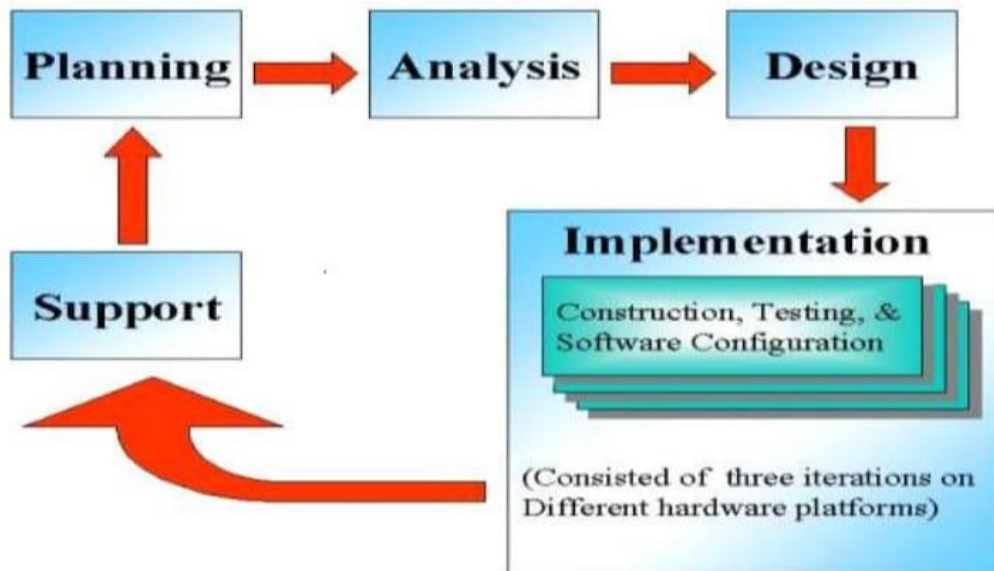 Planning
Analysis
Design
Implementation
Construction, Testing, &
Software Configuration
(Consisted of three iterations on
Different hardware platforms)
Support